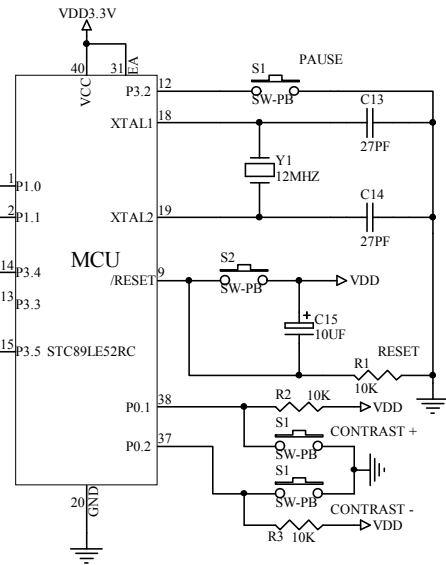 VDD3.3V
40 31
VCC EA
P3.2 12
S1 PAUSE
SW-PB
XTAL1 18
C13
27PF
Y1
12MHZ
1 P1.0
2 P1.1
XTAL2 19
C14
27PF
MCU
14 P3.4
/RESET 9
S2
SW-PB
VDD
13 P3.3
C15
+
10UF
15 P3.5 STC89LE52RC
R1 RESET
10K
P0.1 38
R2 10K VDD
S1 CONTRAST +
SW-PB
P0.2 37
S1
SW-PB
CONTRAST -
R3 10K VDD
20 GND